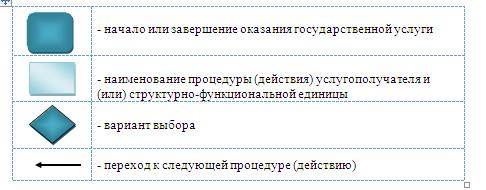 - начало или завершение оказания государственной услуги
- наименование процедуры (действия) услугополучателя и
(или) структурно-функциональной единицы
- вариант выбора
- переход к следующей процедуре (действию)